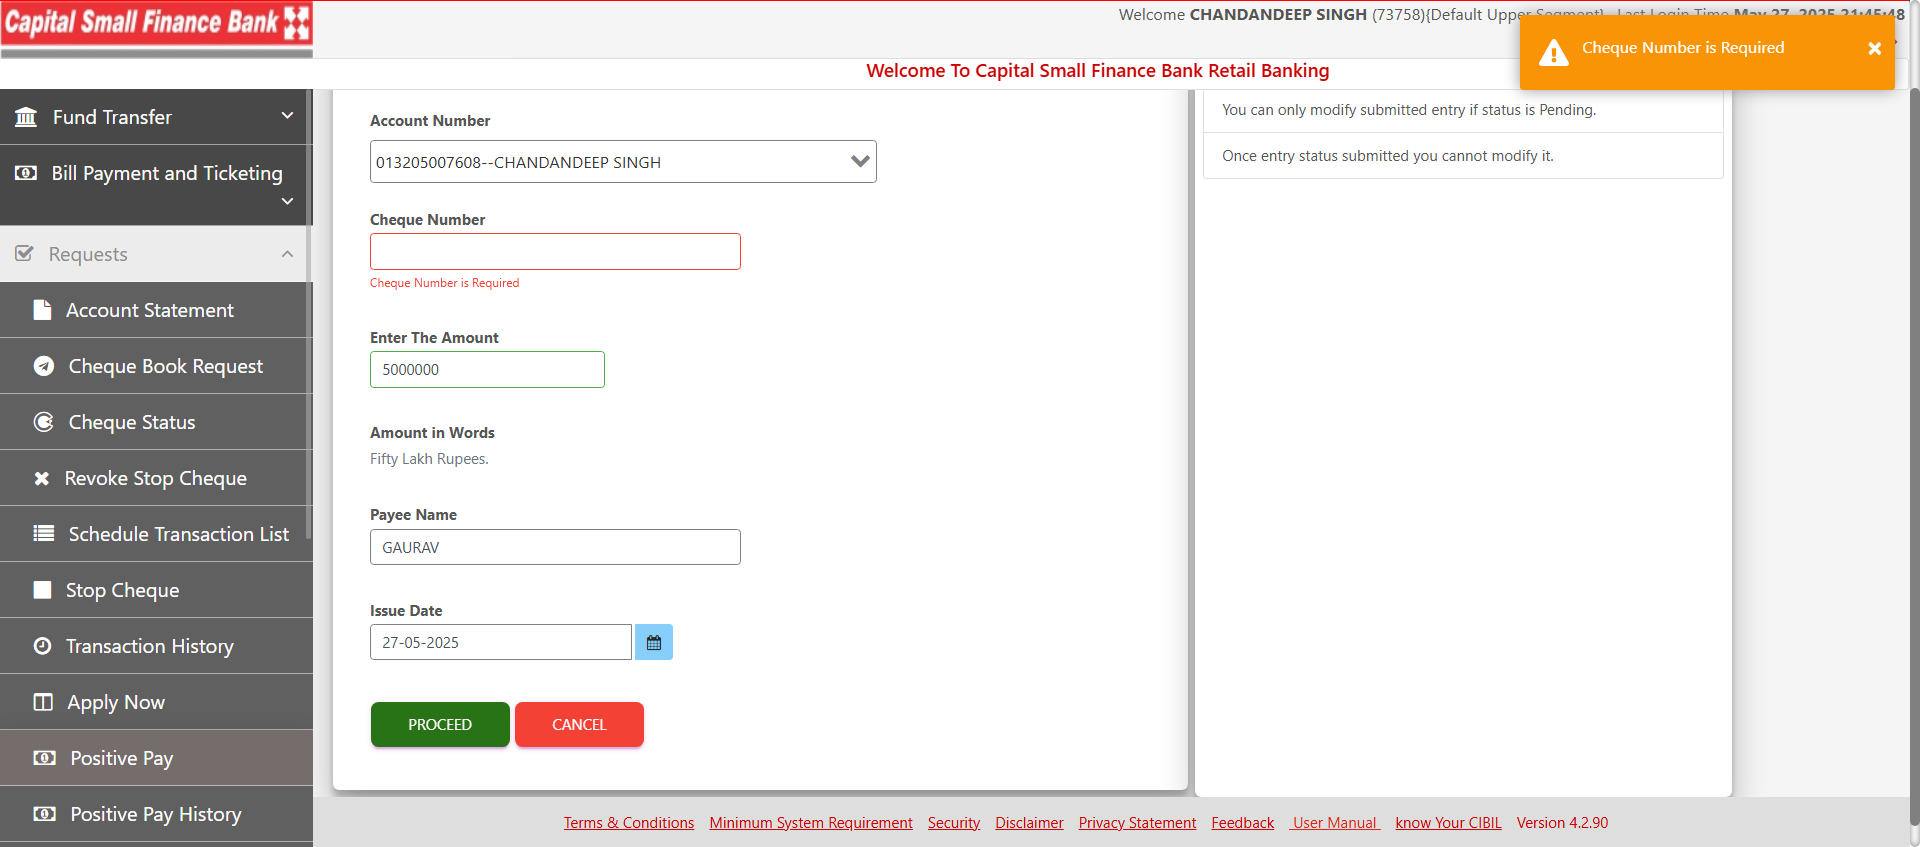 Capital Small Finance Bank
Welcome CHANDANDEEP SINGH (73758){Default Upper Segment} Last Login Time May 27, 2025 21:45:48
Cheque Number is Required
Welcome To Capital Small Finance Bank Retail Banking
Fund Transfer
Bill Payment and Ticketing
Requests
Account Statement
Cheque Book Request
Cheque Status
Revoke Stop Cheque
Schedule Transaction List
Stop Cheque
Transaction History
Apply Now
Positive Pay
Positive Pay History
Account Number
013205007608--CHANDANDEEP SINGH
Cheque Number
Cheque Number is Required
Enter The Amount
5000000
Amount in Words
Fifty Lakh Rupees.
Payee Name
GAURAV
Issue Date
27-05-2025
PROCEED CANCEL
You can only modify submitted entry if status is Pending.
Once entry status submitted you cannot modify it.
Terms & Conditions Minimum System Requirement Security Disclaimer Privacy Statement Feedback User Manual know Your CIBIL Version 4.2.90